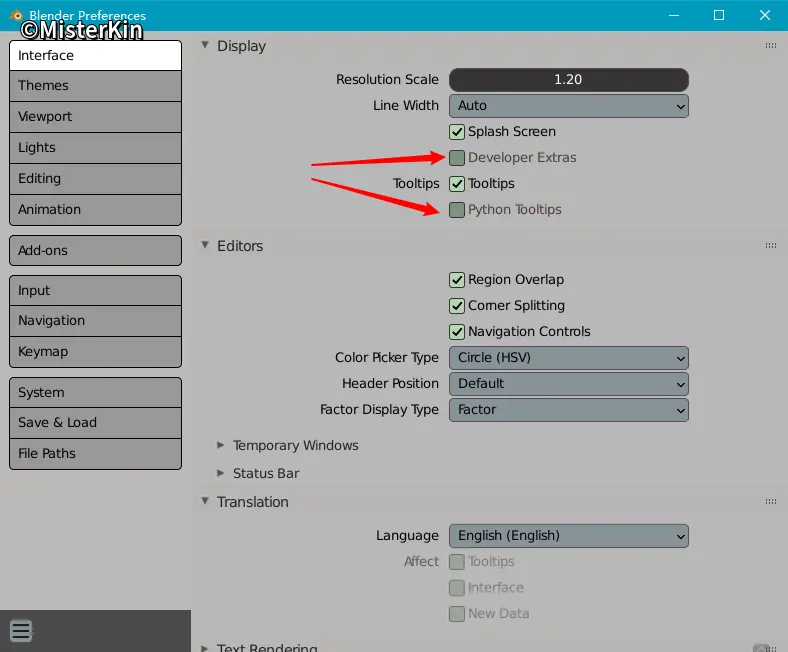 Blender Preferences
©MisterKin
Interface
Themes
Viewport
Lights
Editing
Animation
Add-ons
Input
Navigation
Keymap
System
Save & Load
File Paths
Display
Resolution Scale 1.20
Line Width Auto
Splash Screen
Developer Extras
Tooltips Tooltips
Python Tooltips
Editors
Region Overlap
Corner Splitting
Navigation Controls
Color Picker Type Circle (HSV)
Header Position Default
Factor Display Type Factor
Temporary Windows
Status Bar
Translation
Language English (English)
Affect Tooltips
Interface
New Data
Text Rendering